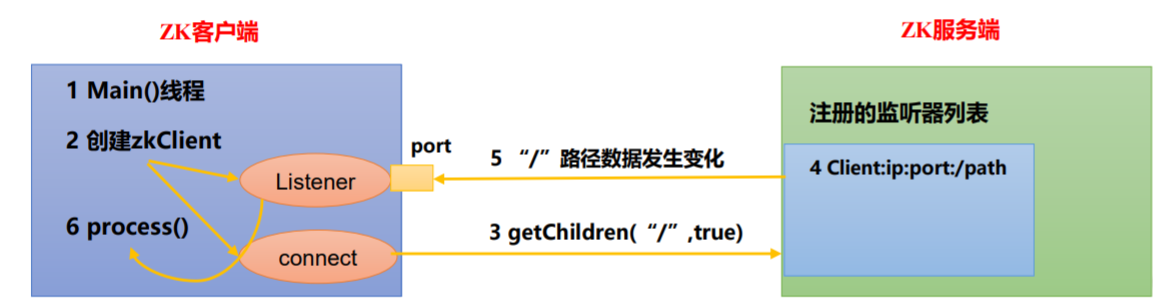 ZK客户端
ZK服务端
1 Main()线程
2 创建zkClient
Listener
port
6 process()
connect
5 “/”路径数据发生变化
3 getChildren(“/”,true)
注册的监听器列表
4 Client:ip:port:/path